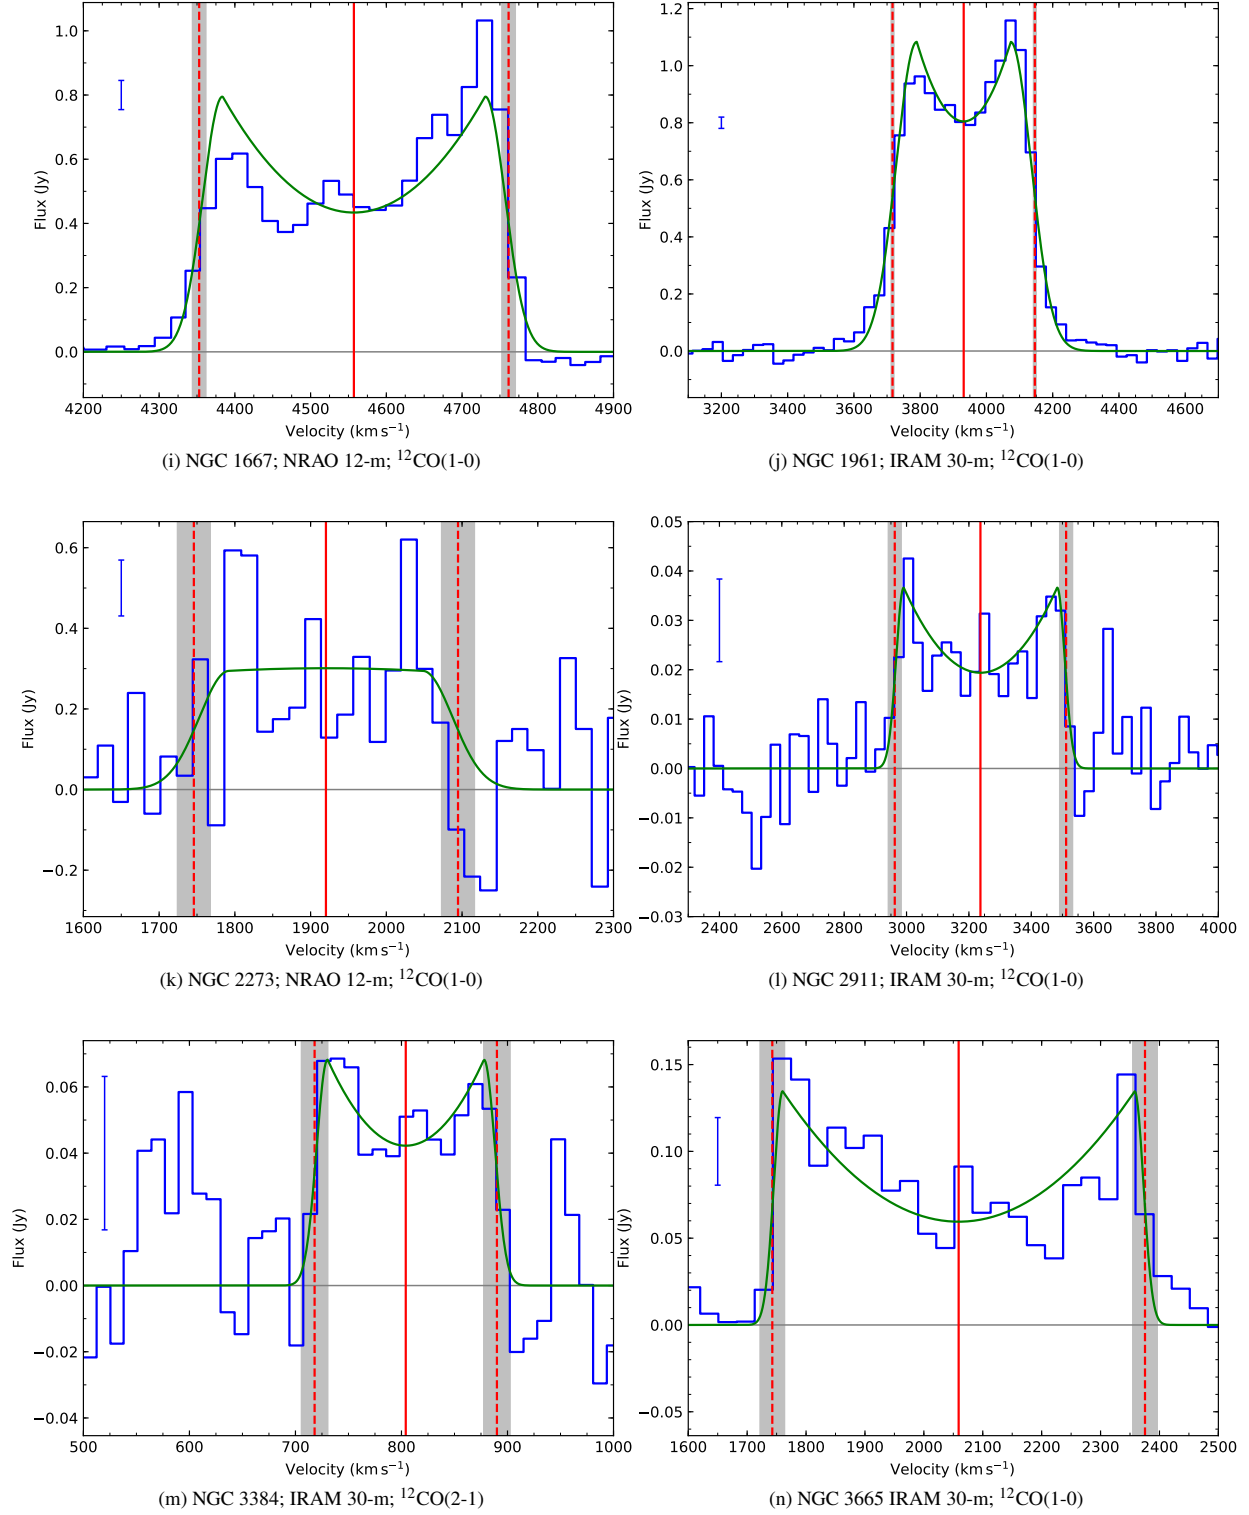 1.0
0.8
0.6
0.4
0.2
0.0
Flux (Jy)
4200 4300 4400 4500 4600 4700 4800 4900
Velocity (km s⁻¹)
(i) NGC 1667; NRAO 12-m; ¹²CO(1-0)
1.2
1.0
0.8
0.6
0.4
0.2
0.0
Flux (Jy)
3200 3400 3600 3800 4000 4200 4400 4600
Velocity (km s⁻¹)
(j) NGC 1961; IRAM 30-m; ¹²CO(1-0)
0.6
0.4
0.2
0.0
−0.2
Flux (Jy)
1600 1700 1800 1900 2000 2100 2200 2300
Velocity (km s⁻¹)
(k) NGC 2273; NRAO 12-m; ¹²CO(1-0)
0.05
0.04
0.03
0.02
0.01
0.00
−0.01
−0.02
−0.03
Flux (Jy)
2400 2600 2800 3000 3200 3400 3600 3800 4000
Velocity (km s⁻¹)
(l) NGC 2911; IRAM 30-m; ¹²CO(1-0)
0.06
0.04
0.02
0.00
−0.02
−0.04
Flux (Jy)
500 600 700 800 900 1000
Velocity (km s⁻¹)
(m) NGC 3384; IRAM 30-m; ¹²CO(2-1)
0.15
0.10
0.05
0.00
−0.05
Flux (Jy)
1600 1700 1800 1900 2000 2100 2200 2300 2400 2500
Velocity (km s⁻¹)
(n) NGC 3665 IRAM 30-m; ¹²CO(1-0)